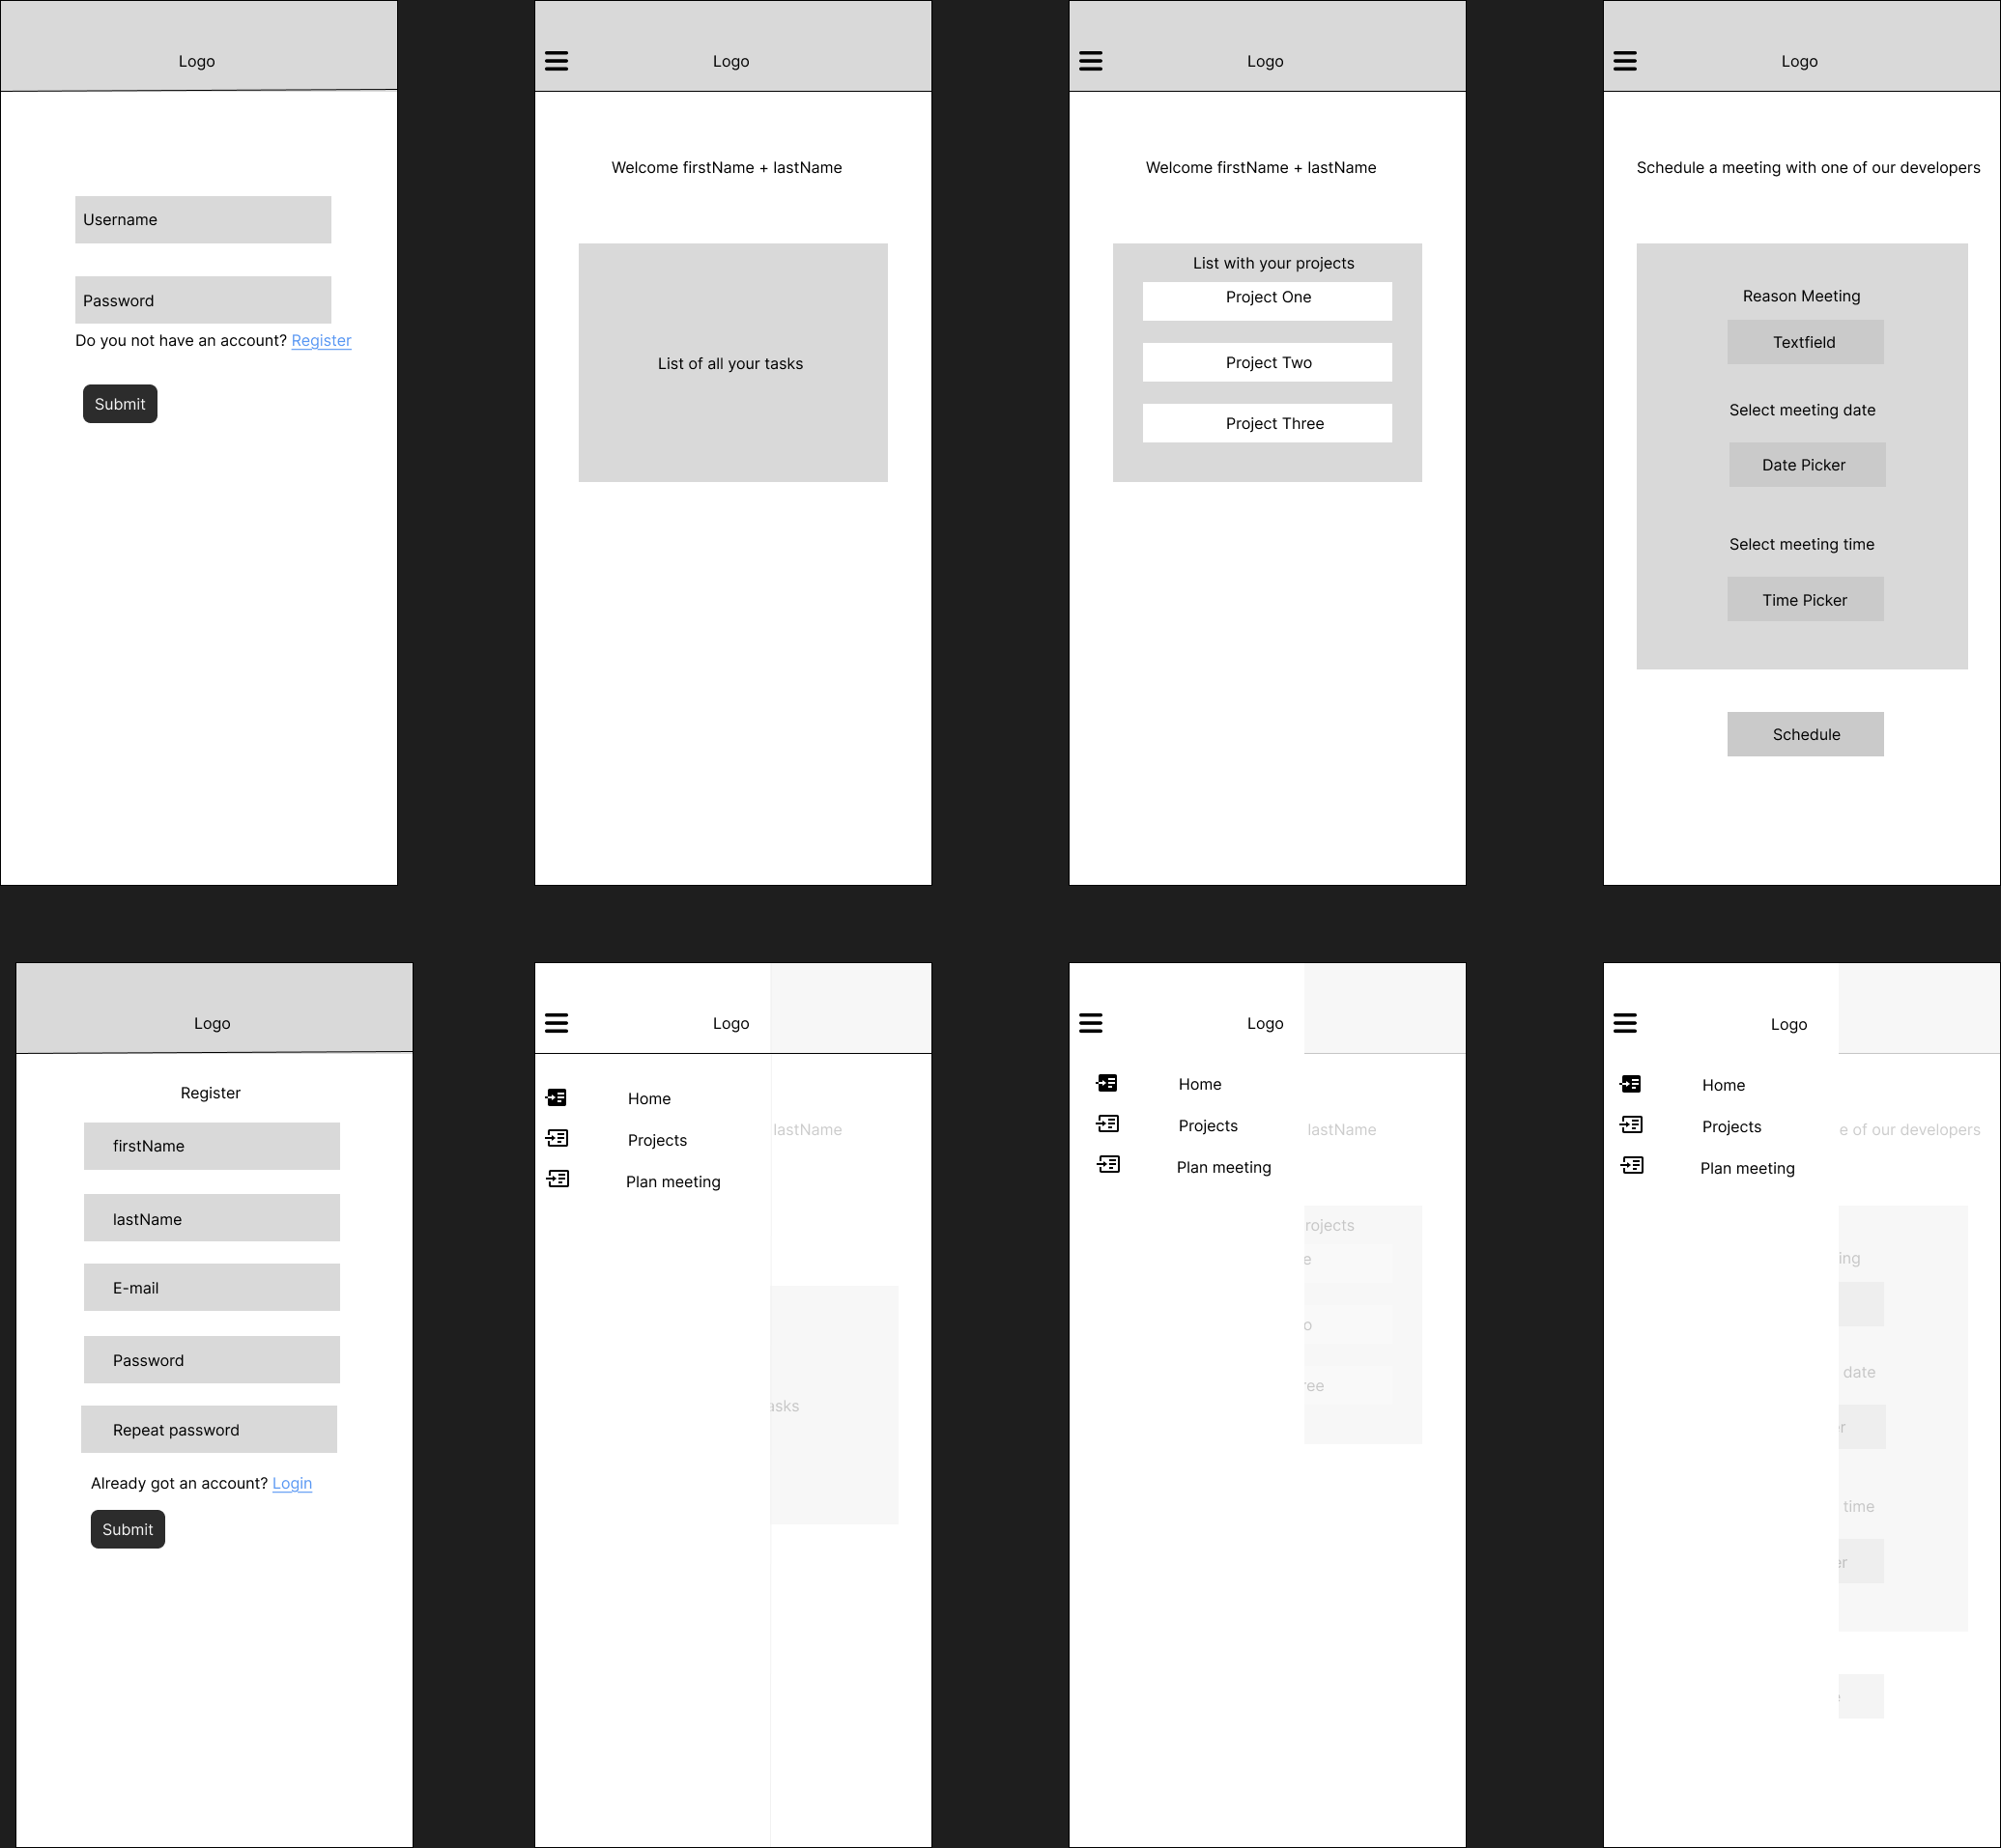 Logo
Username
Password
Do you not have an account? Register
Submit
Logo
Welcome firstName + lastName
List of all your tasks
Logo
Welcome firstName + lastName
List with your projects
Project One
Project Two
Project Three
Logo
Schedule a meeting with one of our developers
Reason Meeting
Textfield
Select meeting date
Date Picker
Select meeting time
Time Picker
Schedule
Logo
Register
firstName
lastName
E-mail
Password
Repeat password
Already got an account? Login
Submit
Logo
Home
Projects
Plan meeting
lastName
asks
Logo
Home
Projects
Plan meeting
lastName
rojects
e
o
ree
Logo
Home
Projects
Plan meeting
e of our developers
ing
date
er
time
er